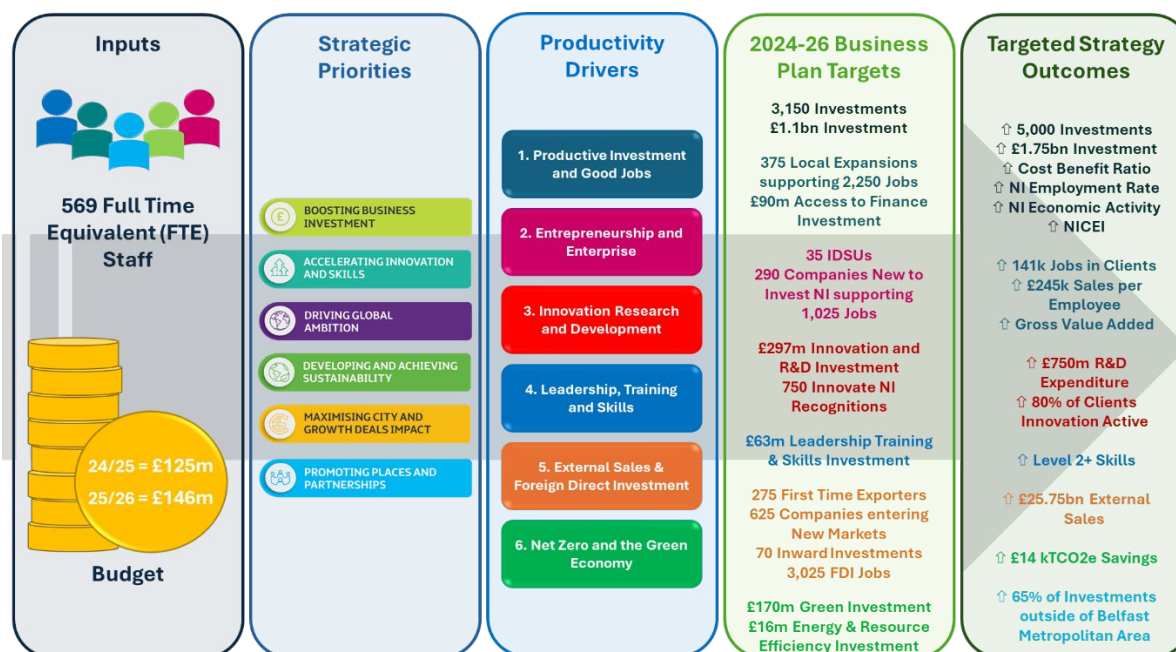 Inputs
569 Full Time
Equivalent (FTE)
Staff
24/25 = £125m
25/26 = £146m
Budget
Strategic
Priorities
BOOSTING BUSINESS
INVESTMENT
ACCELERATING INNOVATION
AND SKILLS
DRIVING GLOBAL
AMBITION
DEVELOPING AND ACHIEVING
SUSTAINABILITY
MAXIMISING CITY AND
GROWTH DEALS IMPACT
PROMOTING PLACES AND
PARTNERSHIPS
Productivity
Drivers
1. Productive Investment
and Good Jobs
2. Entrepreneurship and
Enterprise
3. Innovation Research
and Development
4. Leadership, Training
and Skills
5. External Sales &
Foreign Direct Investment
6. Net Zero and the Green
Economy
2024-26 Business
Plan Targets
3,150 Investments
£1.1bn Investment
375 Local Expansions
supporting 2,250 Jobs
£90m Access to Finance
Investment
35 IDSUs
290 Companies New to
Invest NI supporting
1,025 Jobs
£297m Innovation and
R&D Investment
750 Innovate NI
Recognitions
£63m Leadership Training
& Skills Investment
275 First Time Exporters
625 Companies entering
New Markets
70 Inward Investments
3,025 FDI Jobs
£170m Green Investment
£16m Energy & Resource
Efficiency Investment
Targeted Strategy
Outcomes
⇧ 5,000 Investments
⇧ £1.75bn Investment
⇧ Cost Benefit Ratio
⇧ NI Employment Rate
⇧ NI Economic Activity
⇧ NICEI
⇧ 141k Jobs in Clients
⇧ £245k Sales per
Employee
⇧ Gross Value Added
⇧ £750m R&D
Expenditure
⇧ 80% of Clients
Innovation Active
⇧ Level 2+ Skills
⇧ £25.75bn External
Sales
⇧ £14 kTCO2e Savings
⇧ 65% of Investments
outside of Belfast
Metropolitan Area